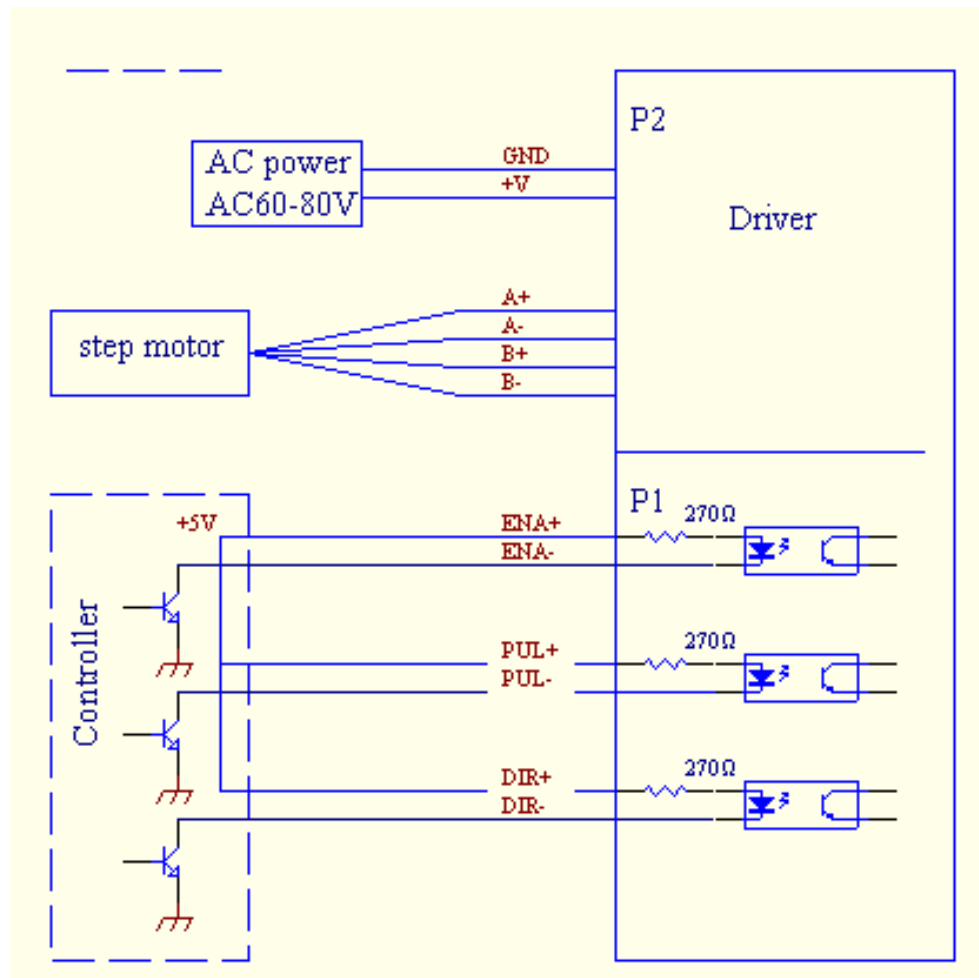 P2
AC power
AC60-80V
GND
+V
Driver
step motor
A+
A-
B+
B-
P1
270Ω
+5V
ENA+
ENA-
Controller
270Ω
PUL+
PUL-
270Ω
DIR+
DIR-